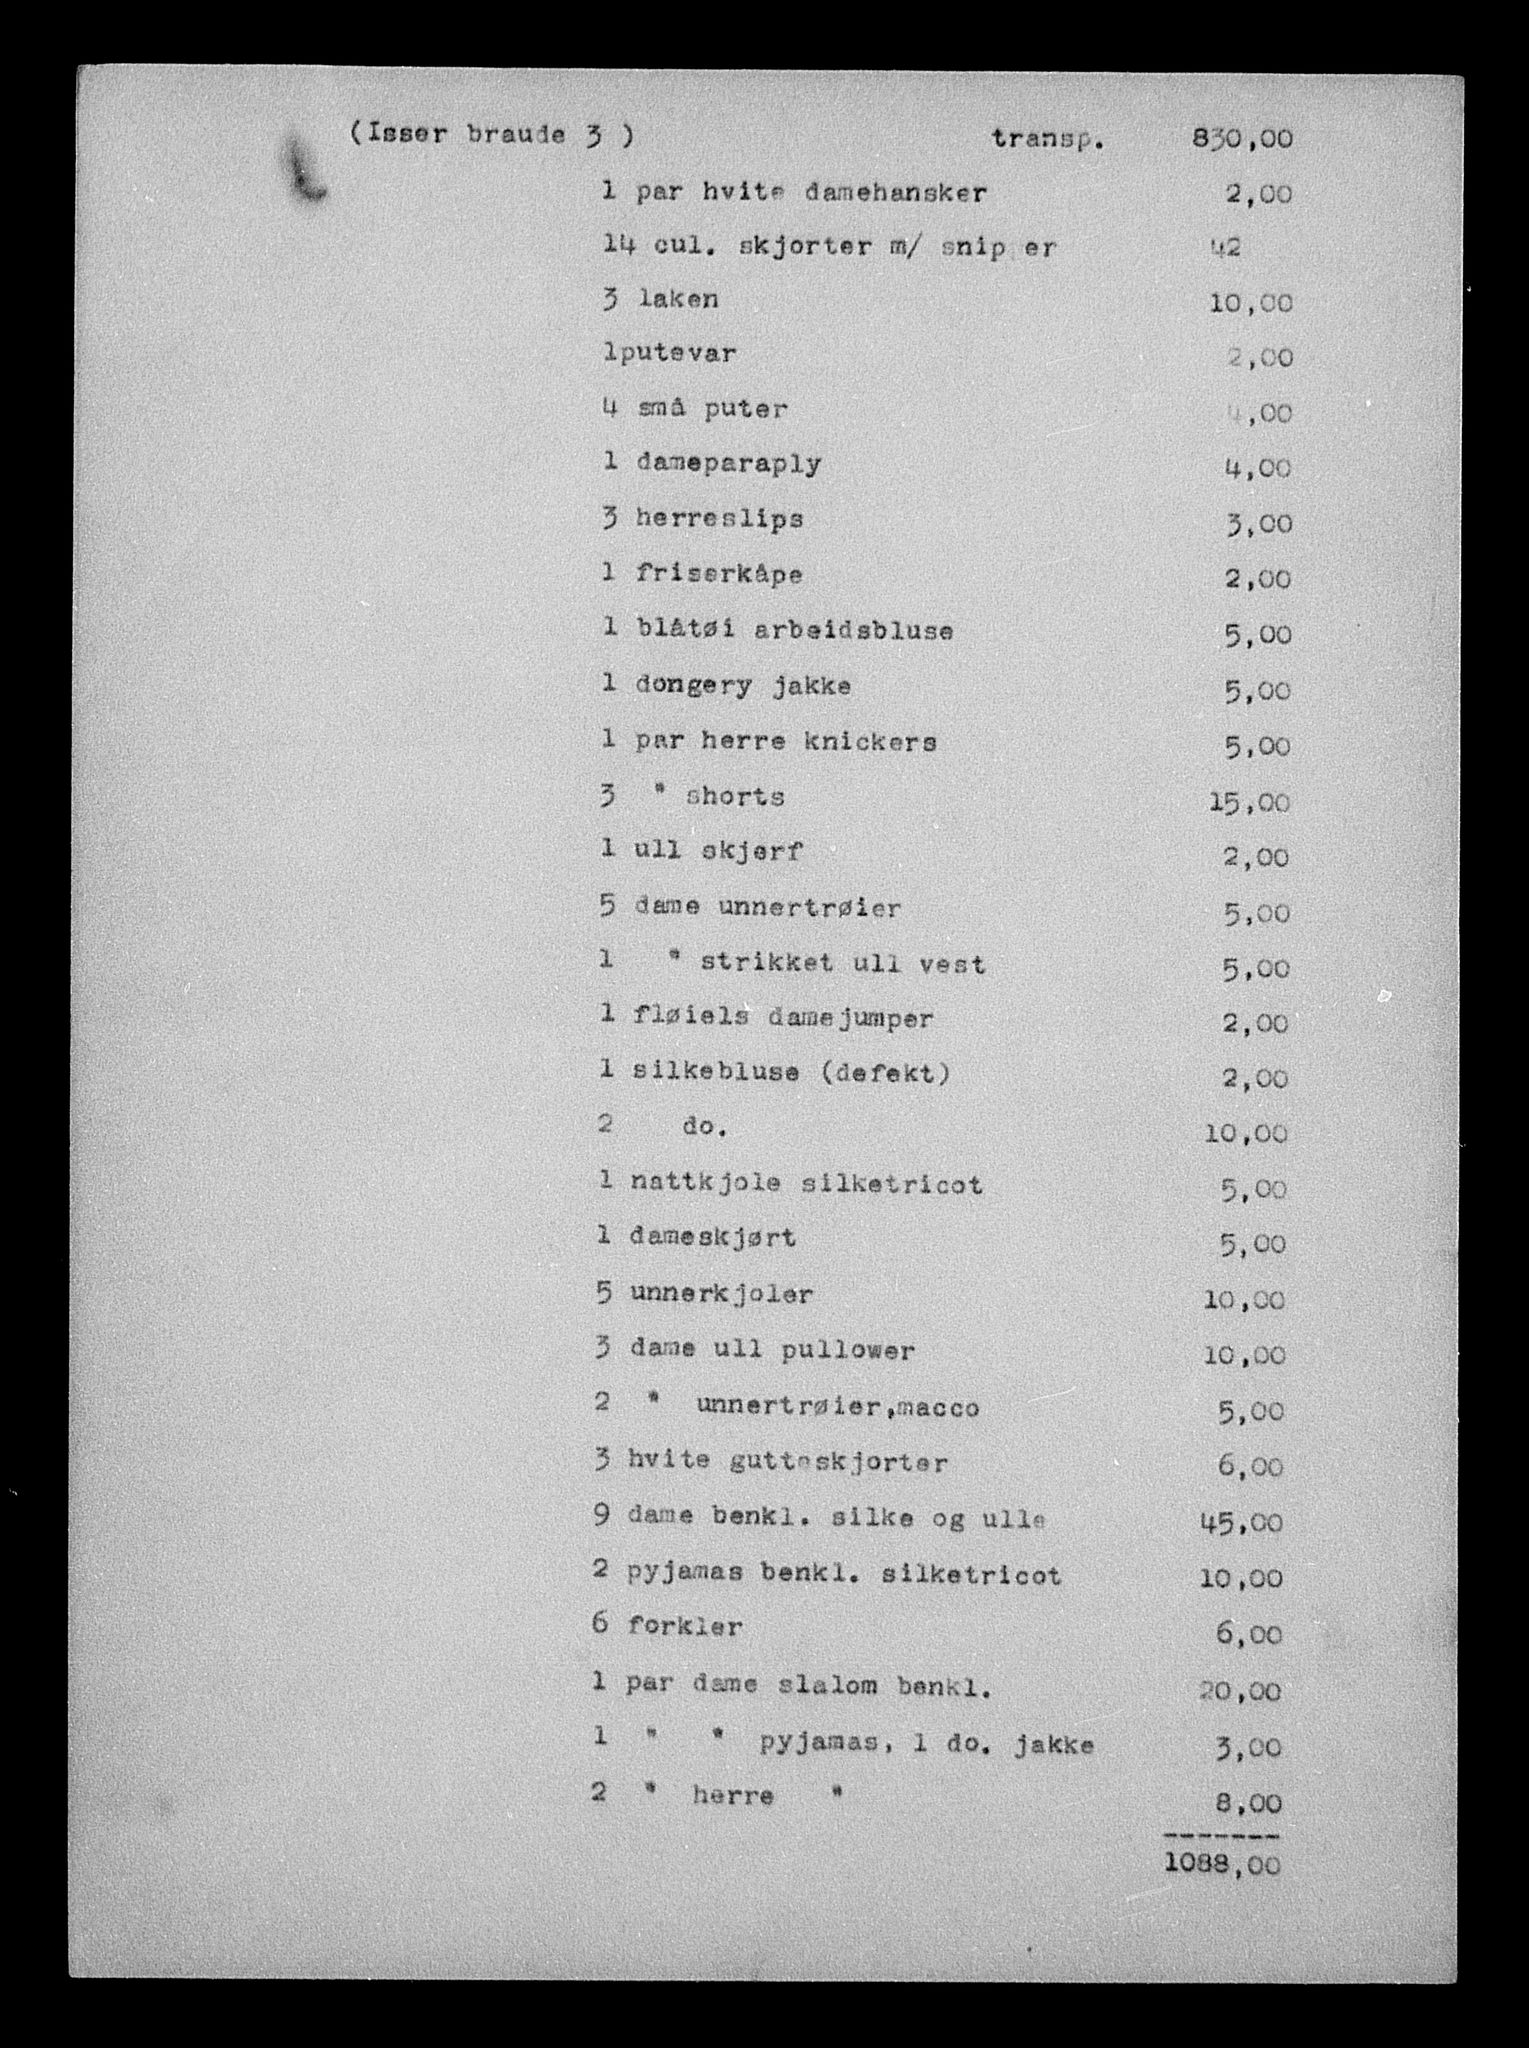 (Isser braude 3 ) transp. 830,00
1 par hvite damehansker 2,00
14 cul. skjorter m/ snip er 42
3 laken 10,00
1putevar 2,00
4 små puter 4,00
1 dameparaply 4,00
3 herreslips 3,00
1 friserkåpe 2,00
1 blåtøi arbeidsbluse 5,00
1 dongery jakke 5,00
1 par herre knickers 5,00
3 " shorts 15,00
1 ull skjerf 2,00
5 dame unnertrøier 5,00
1 " strikket ull vest 5,00
1 fløiels damejumper 2,00
1 silkebluse (defekt) 2,00
2 do. 10,00
1 nattkjole silketricot 5,00
1 dameskjørt 5,00
5 unnerkjoler 10,00
3 dame ull pullower 10,00
2 " unnertrøier,macco 5,00
3 hvite gutteskjorter 6,00
9 dame benkl. silke og ulle 45,00
2 pyjamas benkl. silketricot 10,00
6 forkler 6,00
1 par dame slalom benkl. 20,00
1 " " pyjamas, 1 do. jakke 3,00
2 " herre " 8,00
-------
1088,00